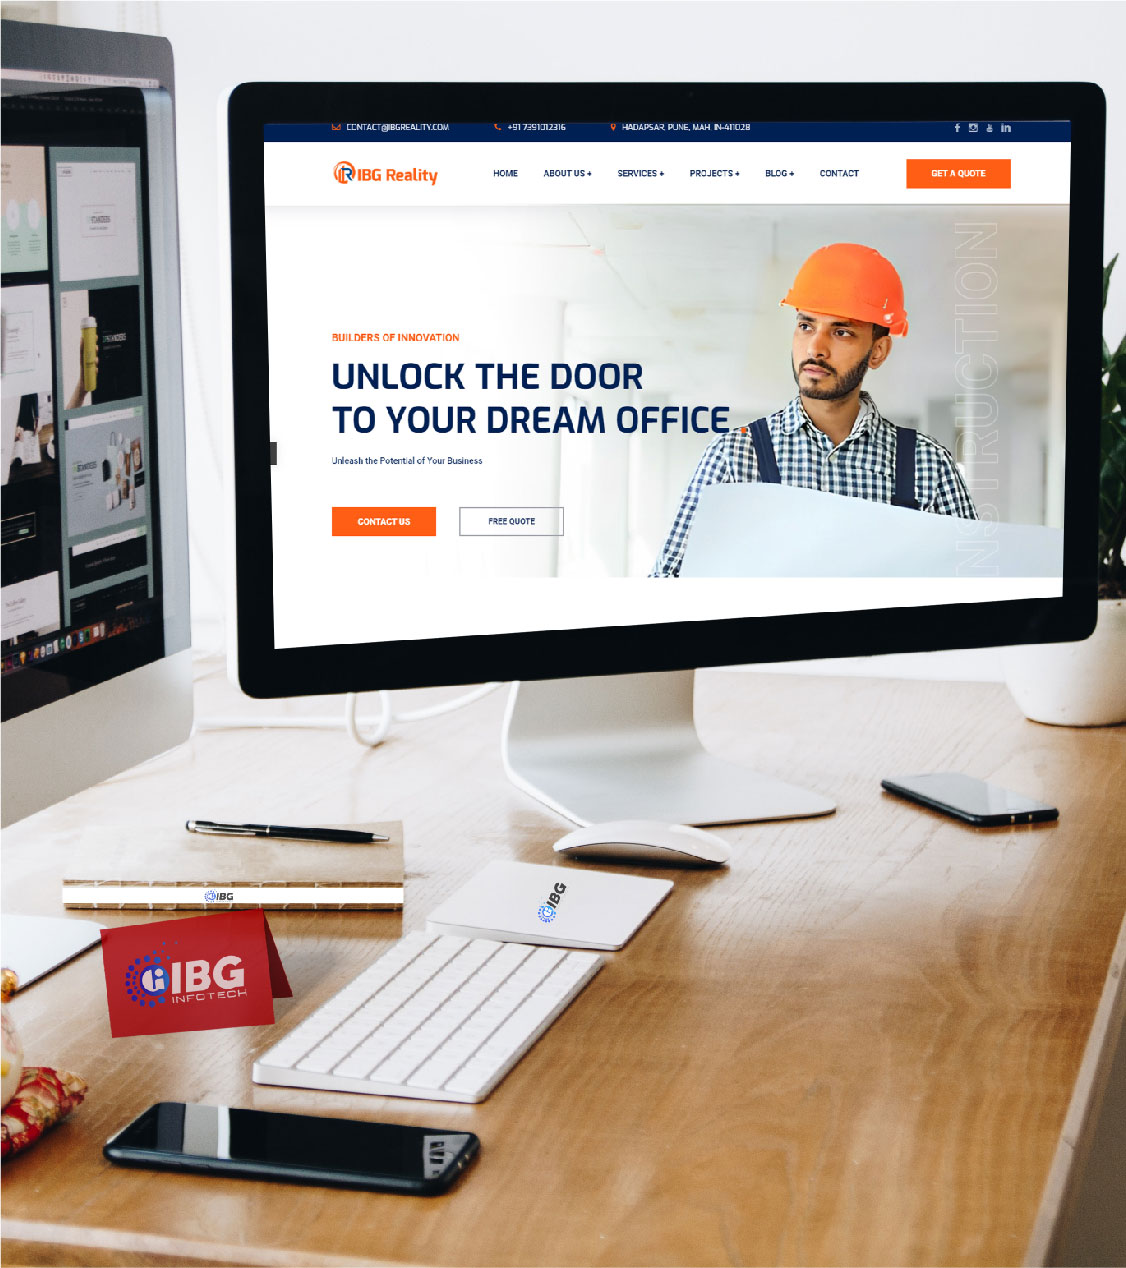 CONTACT@IBGREALITY.COM
+91 7391012316
HADAPSAR, PUNE, MAH, IN-411028
IBG Reality
HOME
ABOUT US +
SERVICES +
PROJECTS +
BLOG +
CONTACT
GET A QUOTE
BUILDERS OF INNOVATION
UNLOCK THE DOOR
TO YOUR DREAM OFFICE.
Unleash the Potential of Your Business
CONTACT US
FREE QUOTE
NSTRUCTION
IBG
IBG
IBG
INFOTECH